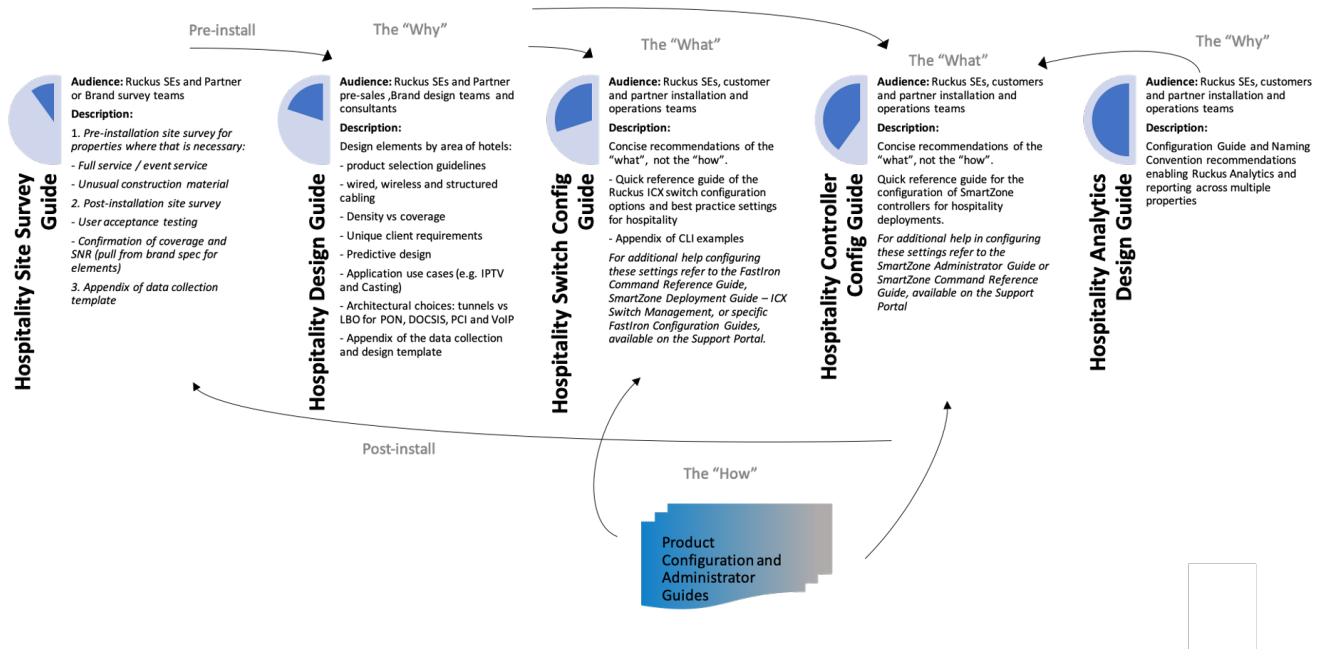 Pre-install
The “Why”
The “What”
The “What”
The “Why”
Hospitality Site Survey
Guide
Audience: Ruckus SEs and Partner
or Brand survey teams
Description:
1. Pre-installation site survey for
properties where that is necessary:
- Full service / event service
- Unusual construction material
2. Post-installation site survey
- User acceptance testing
- Confirmation of coverage and
SNR (pull from brand spec for
elements)
3. Appendix of data collection
template
Hospitality Design Guide
Audience: Ruckus SEs and Partner
pre-sales ,Brand design teams and
consultants
Description:
Design elements by area of hotels:
- product selection guidelines
- wired, wireless and structured
cabling
- Density vs coverage
- Unique client requirements
- Predictive design
- Application use cases (e.g. IPTV
and Casting)
- Architectural choices: tunnels vs
LBO for PON, DOCSIS, PCI and VoIP
- Appendix of the data collection
and design template
Hospitality Switch Config
Guide
Audience: Ruckus SEs, customer
and partner installation and
operations teams
Description:
Concise recommendations of the
“what”, not the “how”.
- Quick reference guide of the
Ruckus ICX switch configuration
options and best practice settings
for hospitality
- Appendix of CLI examples
For additional help configuring
these settings refer to the FastIron
Command Reference Guide,
SmartZone Deployment Guide – ICX
Switch Management, or specific
FastIron Configuration Guides,
available on the Support Portal.
Hospitality Controller
Config Guide
Audience: Ruckus SEs, customers
and partner installation and
operations teams
Description:
Concise recommendations of the
“what”, not the “how”.
Quick reference guide for the
configuration of SmartZone
controllers for hospitality
deployments.
For additional help in configuring
these settings refer to the
SmartZone Administrator Guide or
SmartZone Command Reference
Guide, available on the Support
Portal
Hospitality Analytics
Design Guide
Audience: Ruckus SEs, customers
and partner installation and
operations teams
Description:
Configuration Guide and Naming
Convention recommendations
enabling Ruckus Analytics and
reporting across multiple
properties
Post-install
The “How”
Product
Configuration and
Administrator
Guides